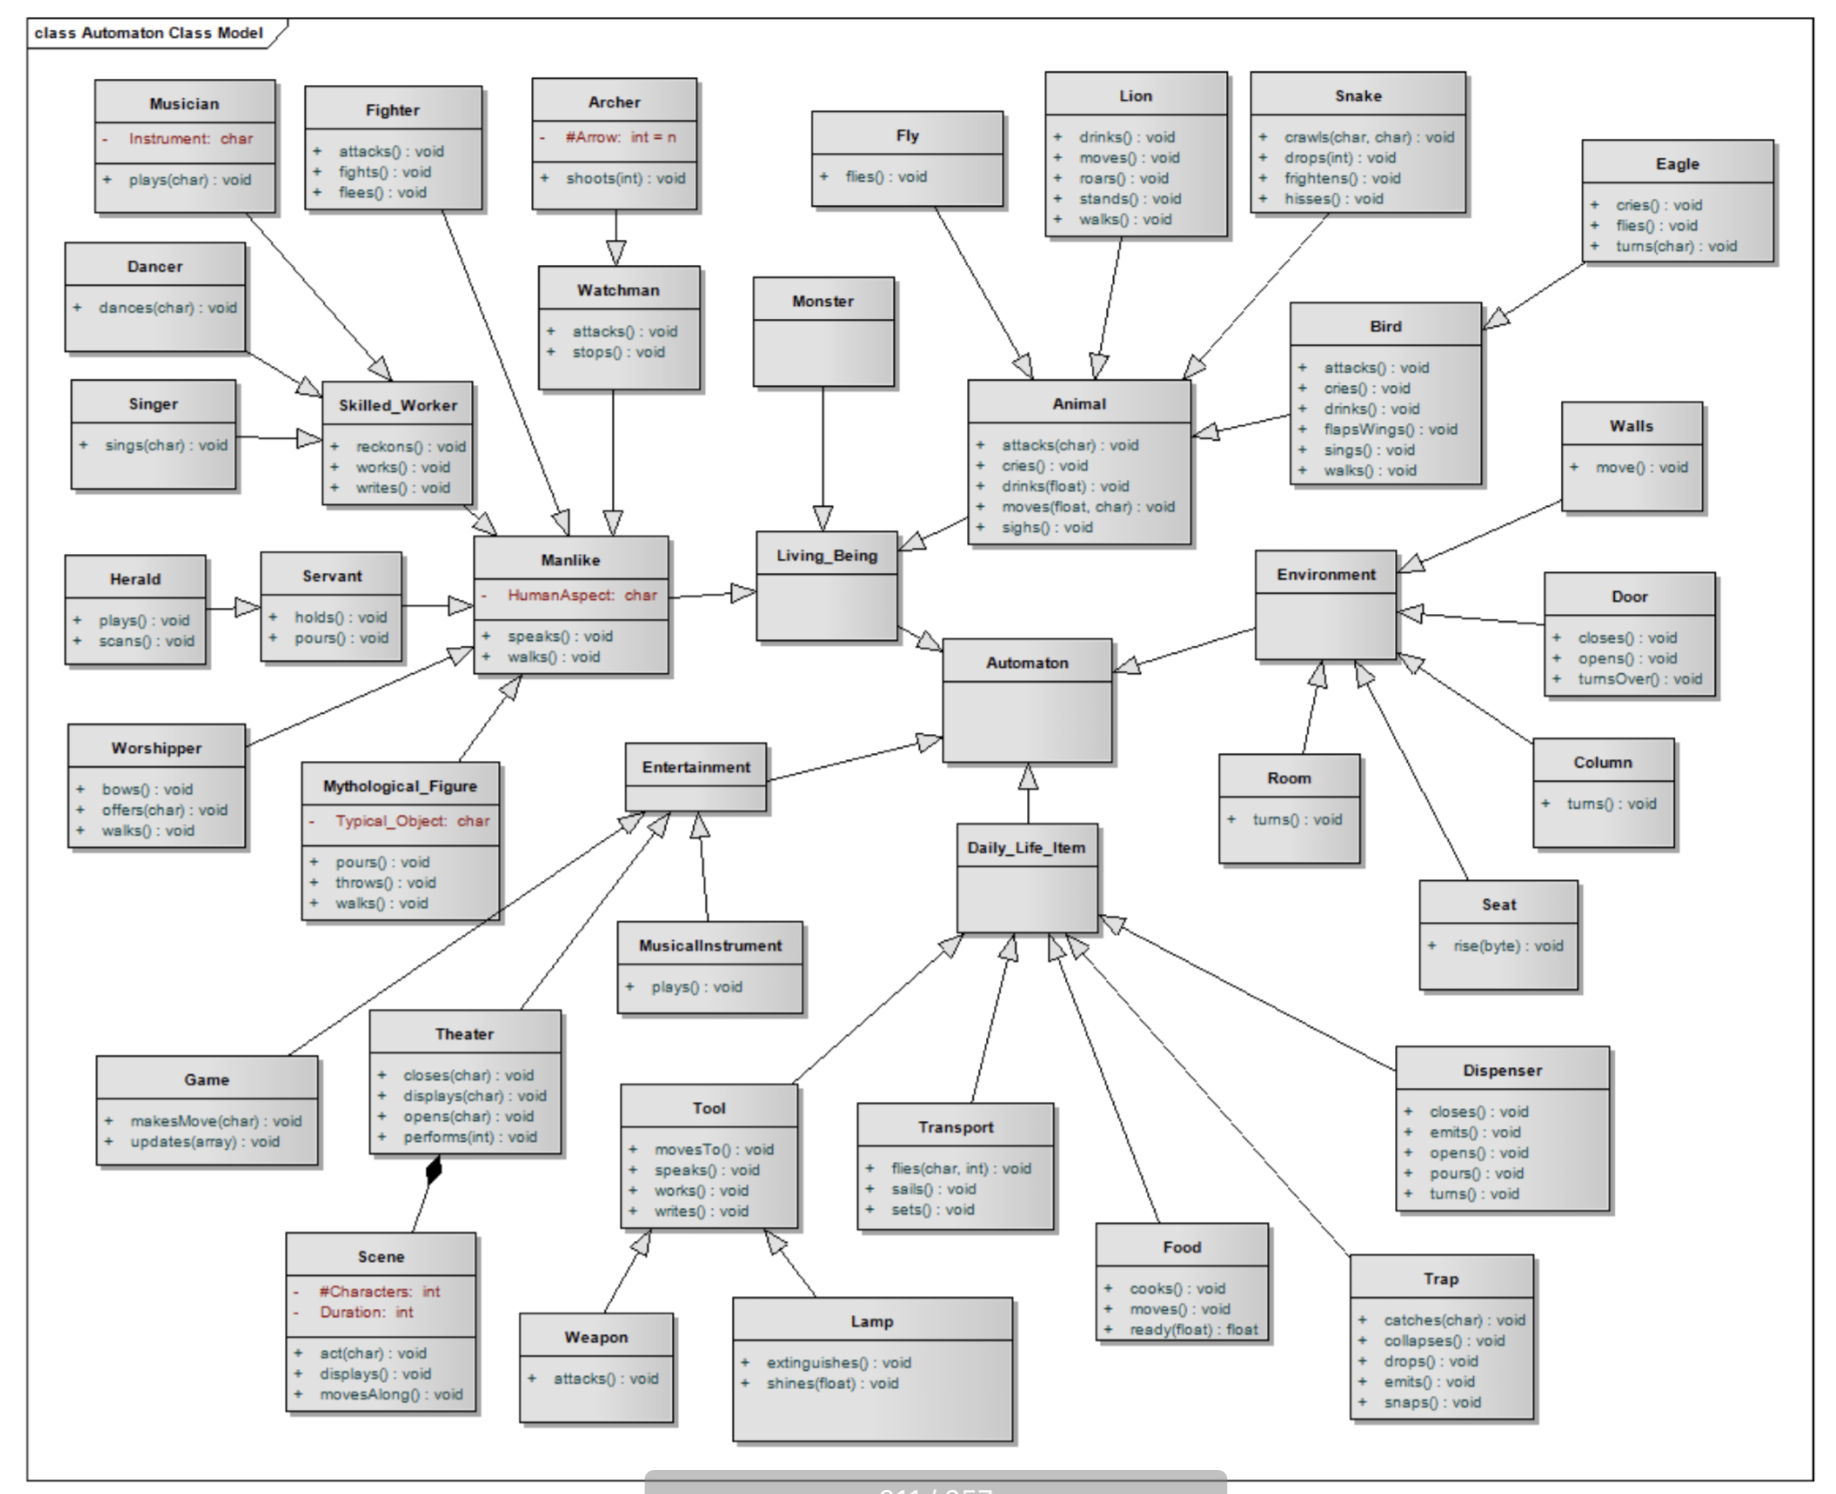 class Automaton Class Model
Musician
- Instrument: char
+ plays(char) : void
Fighter
+ attacks() : void
+ fights() : void
+ flees() : void
Archer
- #Arrow: int = n
+ shoots(int) : void
Fly
+ flies() : void
Lion
+ drinks() : void
+ moves() : void
+ roars() : void
+ stands() : void
+ walks() : void
Snake
+ crawls(char, char) : void
+ drops(int) : void
+ frightens() : void
+ hisses() : void
Eagle
+ cries() : void
+ flies() : void
+ turns(char) : void
Dancer
+ dances(char) : void
Watchman
+ attacks() : void
+ stops() : void
Monster
Bird
+ attacks() : void
+ cries() : void
+ drinks() : void
+ flapsWings() : void
+ sings() : void
+ walks() : void
Singer
+ sings(char) : void
Skilled_Worker
+ reckons() : void
+ works() : void
+ writes() : void
Animal
+ attacks(char) : void
+ cries() : void
+ drinks(float) : void
+ moves(float, char) : void
+ sighs() : void
Walls
+ move() : void
Herald
+ plays() : void
+ scans() : void
Servant
+ holds() : void
+ pours() : void
Manlike
- HumanAspect: char
+ speaks() : void
+ walks() : void
Living_Being
Environment
Door
+ closes() : void
+ opens() : void
+ turnsOver() : void
Automaton
Worshipper
+ bows() : void
+ offers(char) : void
+ walks() : void
Mythological_Figure
- Typical_Object: char
+ pours() : void
+ throws() : void
+ walks() : void
Entertainment
Room
+ turns() : void
Column
+ turns() : void
Daily_Life_Item
Seat
+ rise(byte) : void
MusicalInstrument
+ plays() : void
Game
+ makesMove(char) : void
+ updates(array) : void
Theater
+ closes(char) : void
+ displays(char) : void
+ opens(char) : void
+ performs(int) : void
Tool
+ movesTo() : void
+ speaks() : void
+ works() : void
+ writes() : void
Transport
+ flies(char, int) : void
+ sails() : void
+ sets() : void
Dispenser
+ closes() : void
+ emits() : void
+ opens() : void
+ pours() : void
+ turns() : void
Scene
- #Characters: int
- Duration: int
+ act(char) : void
+ displays() : void
+ movesAlong() : void
Weapon
+ attacks() : void
Lamp
+ extinguishes() : void
+ shines(float) : void
Food
+ cooks() : void
+ moves() : void
+ ready(float) : float
Trap
+ catches(char) : void
+ collapses() : void
+ drops() : void
+ emits() : void
+ snaps() : void